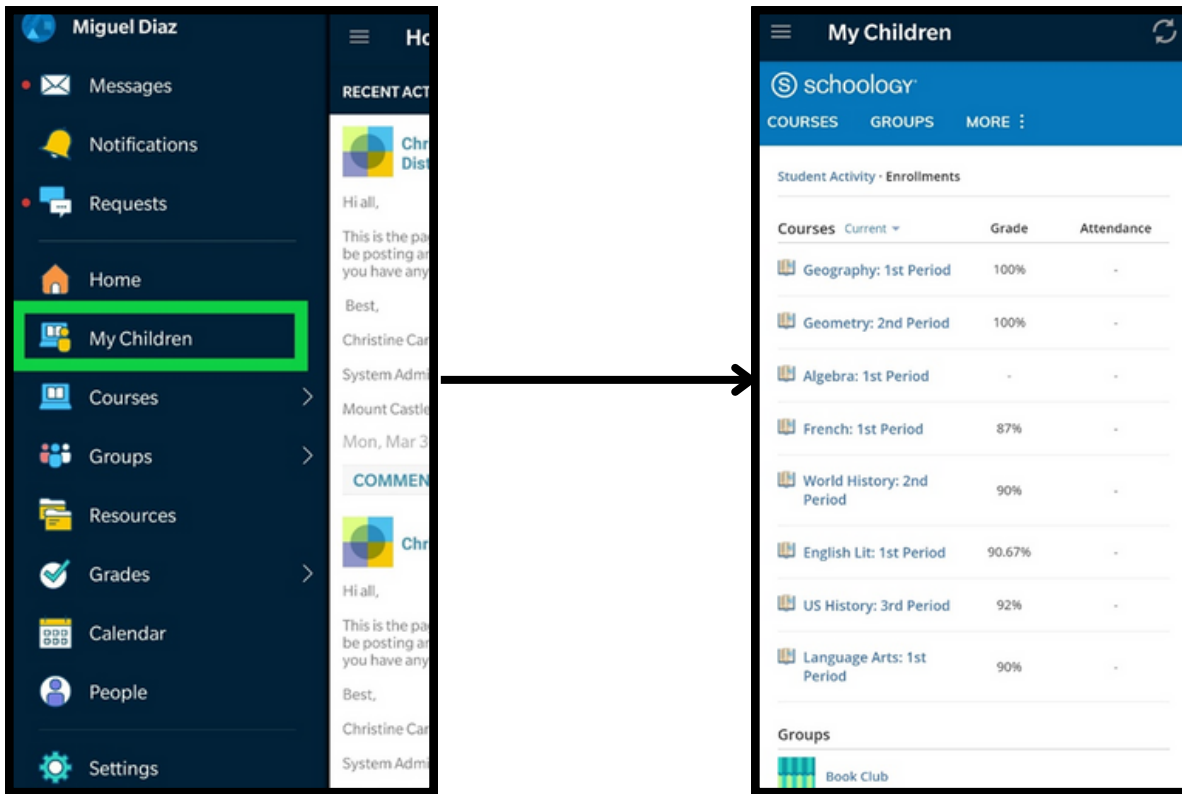 Miguel Diaz
Messages
Notifications
Requests
Home
My Children
Courses
Groups
Resources
Grades
Calendar
People
Settings
RECENT ACT
Chr
Dist
Hi all,
This is the pa
be posting an
you have any
Best,
Christine Car
System Admi
Mount Castle
Mon, Mar 3
COMMEN
Chr
Hi all,
This is the pa
be posting an
you have any
Best,
Christine Car
System Admi
My Children
schoology
COURSES GROUPS MORE
Student Activity · Enrollments
Courses Current Grade Attendance
Geography: 1st Period 100% -
Geometry: 2nd Period 100% -
Algebra: 1st Period - -
French: 1st Period 87% -
World History: 2nd
Period 90% -
English Lit: 1st Period 90.67% -
US History: 3rd Period 92% -
Language Arts: 1st
Period 90% -
Groups
Book Club